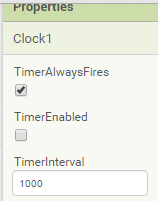 Properties
Clock1
TimerAlwaysFires
TimerEnabled
TimerInterval
1000